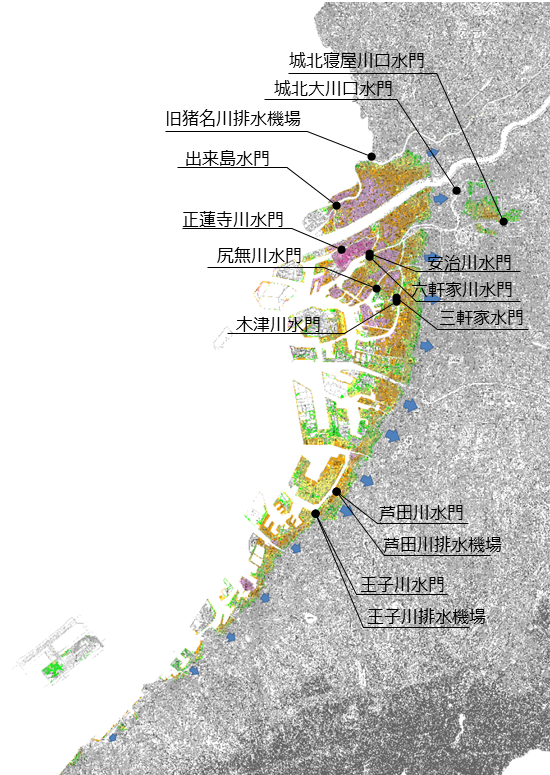 城北寝屋川口水門
城北大川口水門
旧猪名川排水機場
出来島水門
正蓮寺川水門
尻無川水門
安治川水門
六軒家川水門
三軒家水門
木津川水門
芦田川水門
芦田川排水機場
王子川水門
王子川排水機場